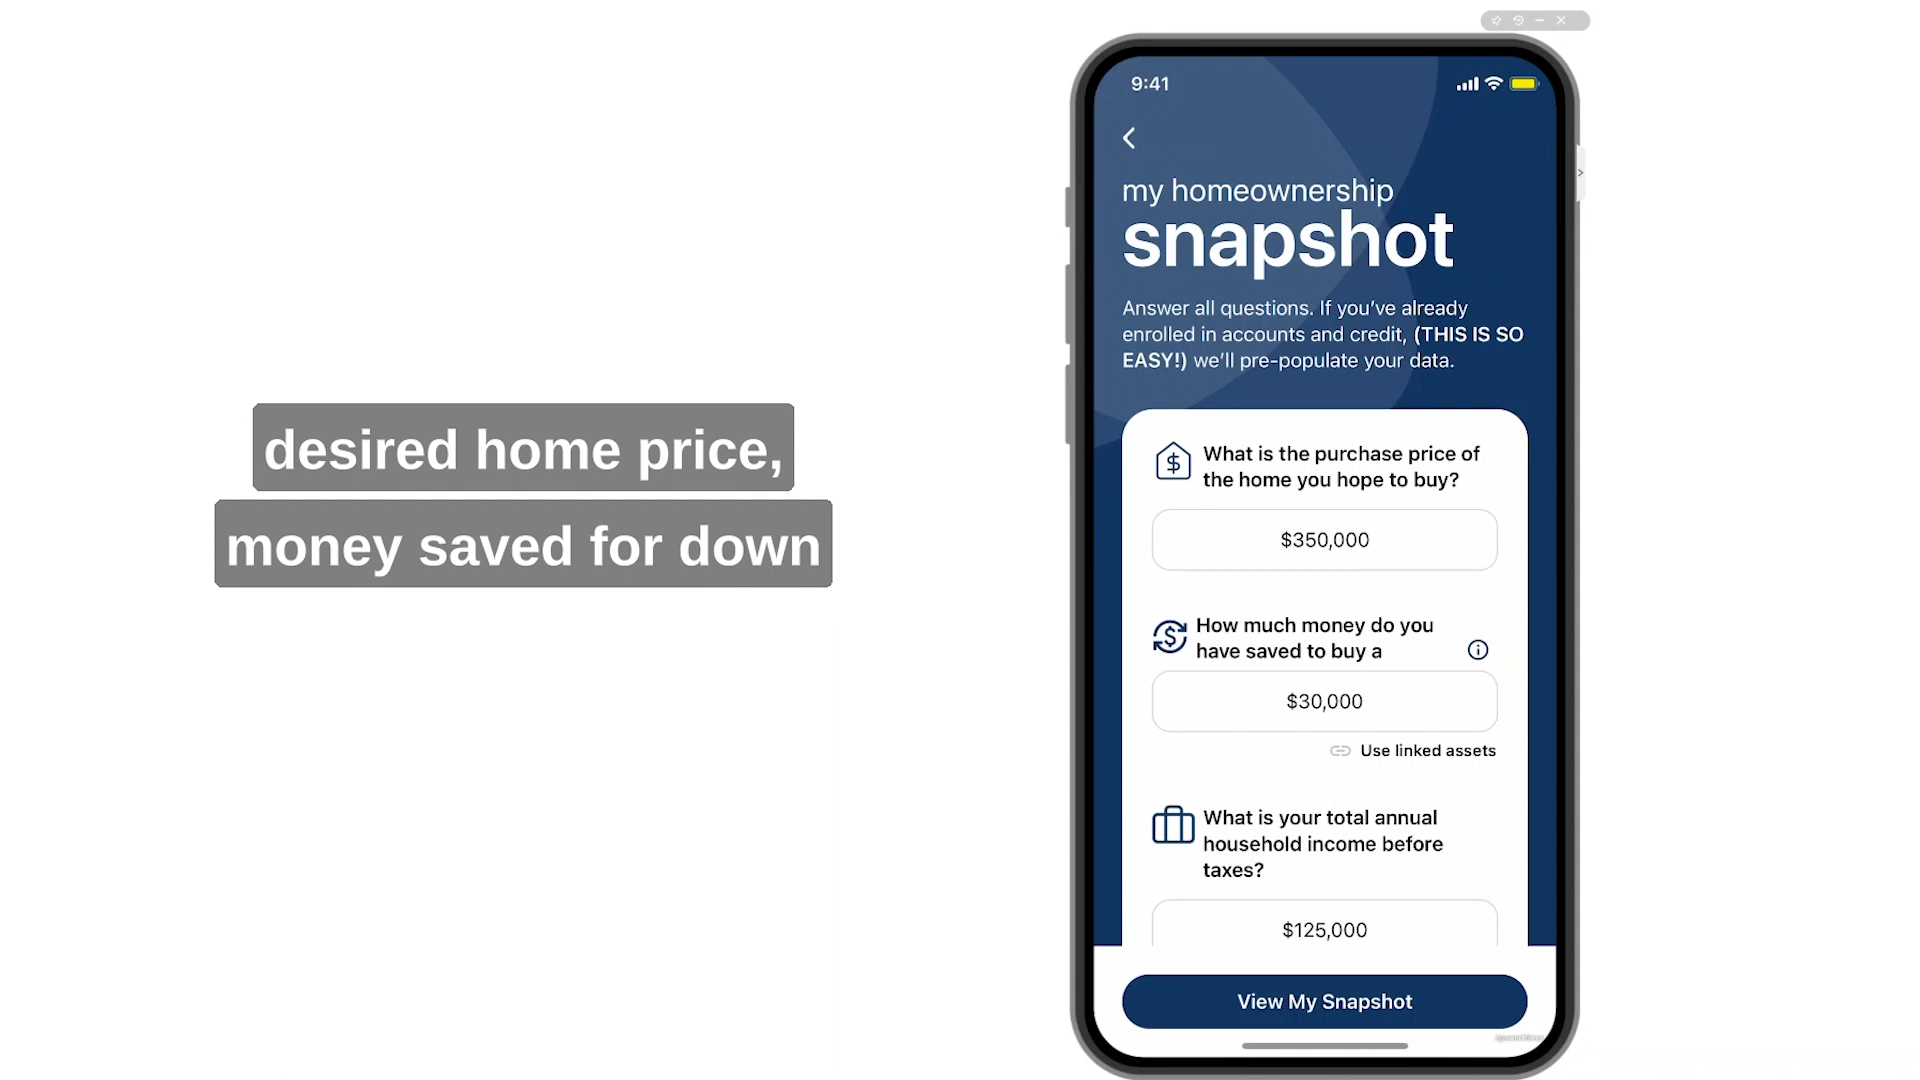 desired home price,
money saved for down
9:41
my homeownership
snapshot
Answer all questions. If you’ve already
enrolled in accounts and credit, (THIS IS SO
EASY!) we’ll pre-populate your data.
What is the purchase price of
the home you hope to buy?
$350,000
How much money do you
have saved to buy a
$30,000
Use linked assets
What is your total annual
household income before
taxes?
$125,000
View My Snapshot